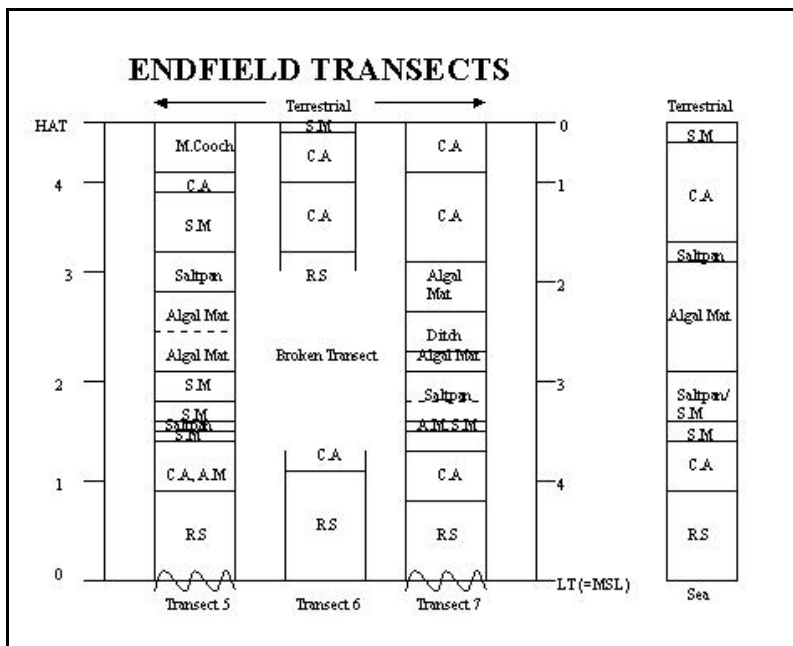 ENDFIELD TRANSECTS
Terrestrial
HAT
4
3
2
1
0
M.Cooch
C.A
S.M
Saltpan
Algal Mat
Algal Mat
S.M
S.M
Saltpan
S.M
C.A, A.M
R.S
Transect 5
S.M
C.A
C.A
R.S
Broken Transect
C.A
R.S
Transect 6
C.A
C.A
Algal
Mat
Ditch
Algal Mat
Saltpan
A.M, S.M
C.A
R.S
Transect 7
0
1
2
3
4
LT(=MSL)
Terrestrial
S.M
C.A
Saltpan
Algal Mat
Saltpan/
S.M
S.M
C.A
R.S
Sea